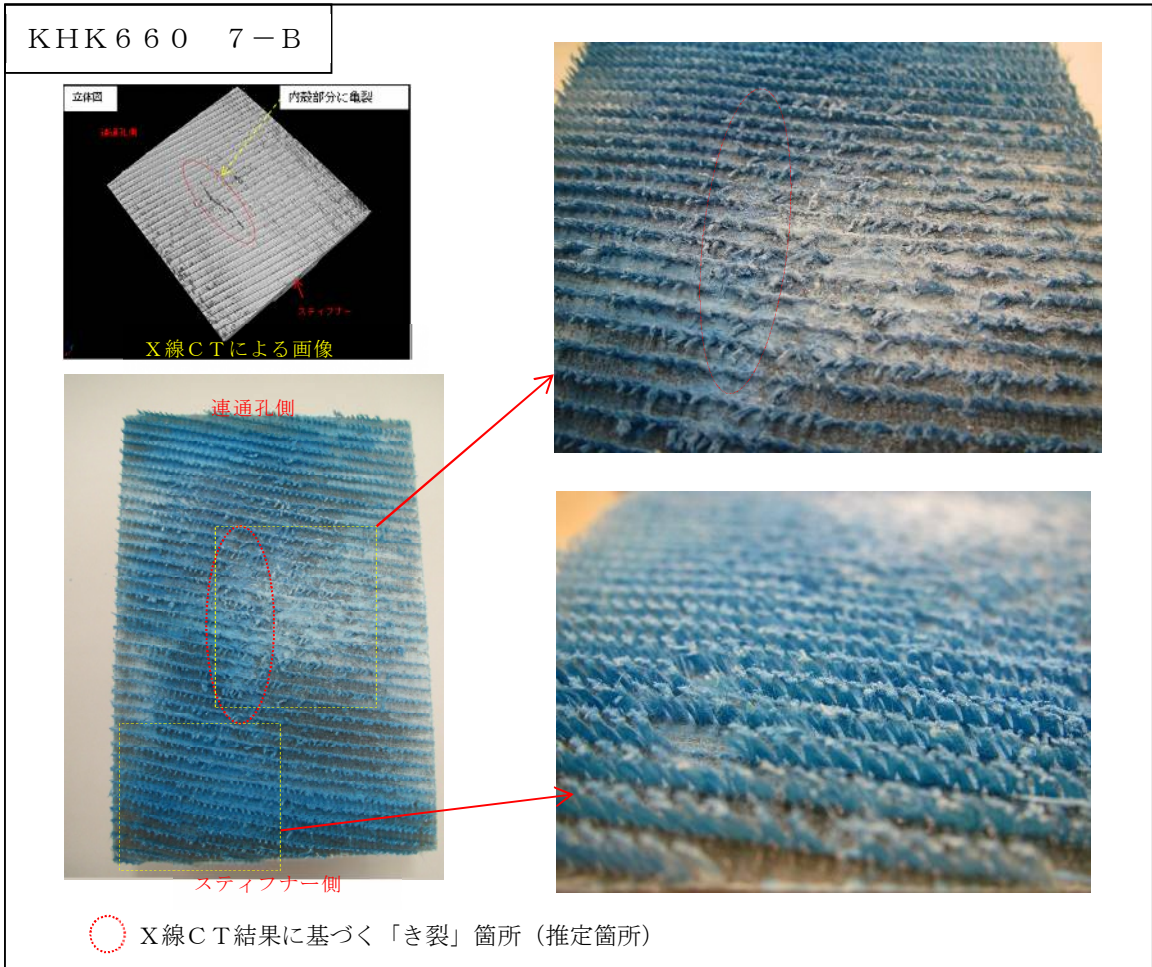 KHK660 7-B
立体図
内殻部分に亀裂
連通孔側
スティフナー
X線CTによる画像
連通孔側
スティフナー側
X線CT結果に基づく「き裂」箇所(推定箇所)